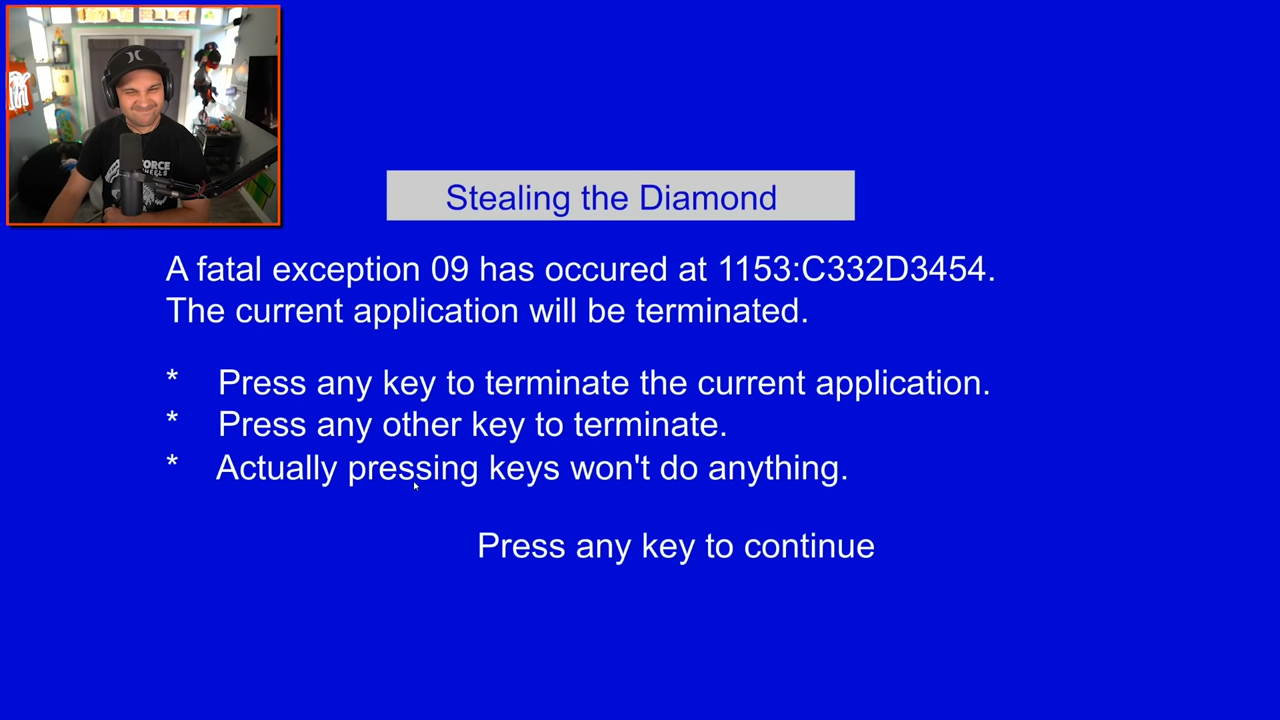 Stealing the Diamond
A fatal exception 09 has occured at 1153:C332D3454.
The current application will be terminated.
* Press any key to terminate the current application.
* Press any other key to terminate.
* Actually pressing keys won't do anything.
Press any key to continue